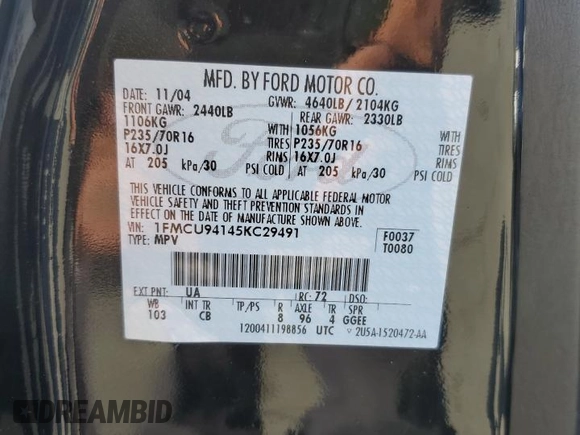 MFD. BY FORD MOTOR CO.
DATE: 11/04 GVWR: 4640LB/ 2104KG
FRONT GAWR: 2440LB REAR GAWR: 2330LB
1106KG WITH 1056KG WITH
P235/70R16 TIRES P235/70R16 TIRES
16X7.0J RIMS 16X7.0J RIMS
AT 205 kPa/30 PSI COLD AT 205 kPa/30 PSI COLD
THIS VEHICLE CONFORMS TO ALL APPLICABLE FEDERAL MOTOR
VEHICLE SAFETY AND THEFT PREVENTION STANDARDS IN
EFFECT ON THE DATE OF MANUFACTURE SHOWN ABOVE.
VIN: 1FMCU94145KC29491
TYPE: MPV
F0037
T0080
EXT PNT: UA RC: 72 DSO:
WB INT TR TP/PS R AXLE TR SPR
103 CB 8 96 4 GGEE
1200411198856 UTC 2U5A-1520472-AA
Ford
DREAMBID